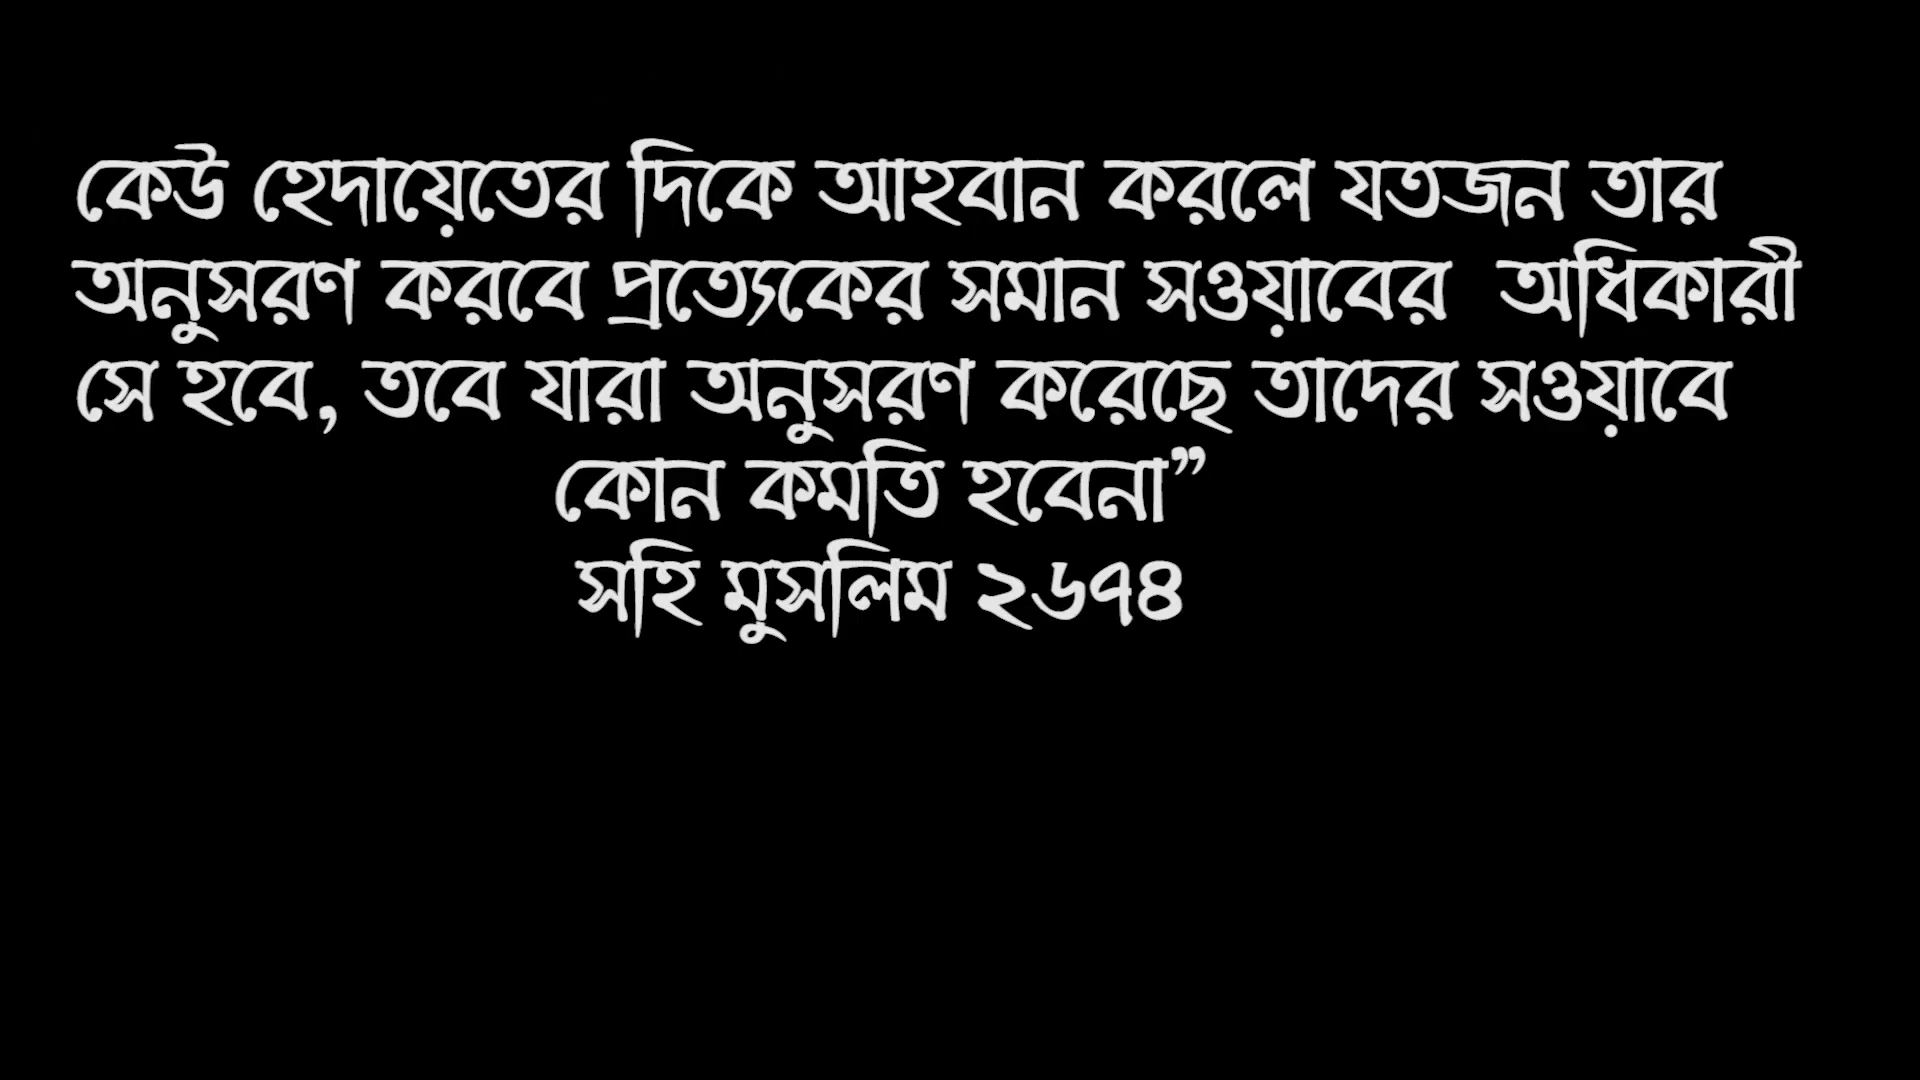 কেউ হেদায়েতের দিকে আহবান করলে যতজন তার
অনুসরণ করবে প্রত্যেকের সমান সওয়াবের  অধিকারী
সে হবে, তবে যারা অনুসরণ করেছে তাদের সওয়াবে
কোন কমতি হবেনা”
সহি মুসলিম ২৬৭৪